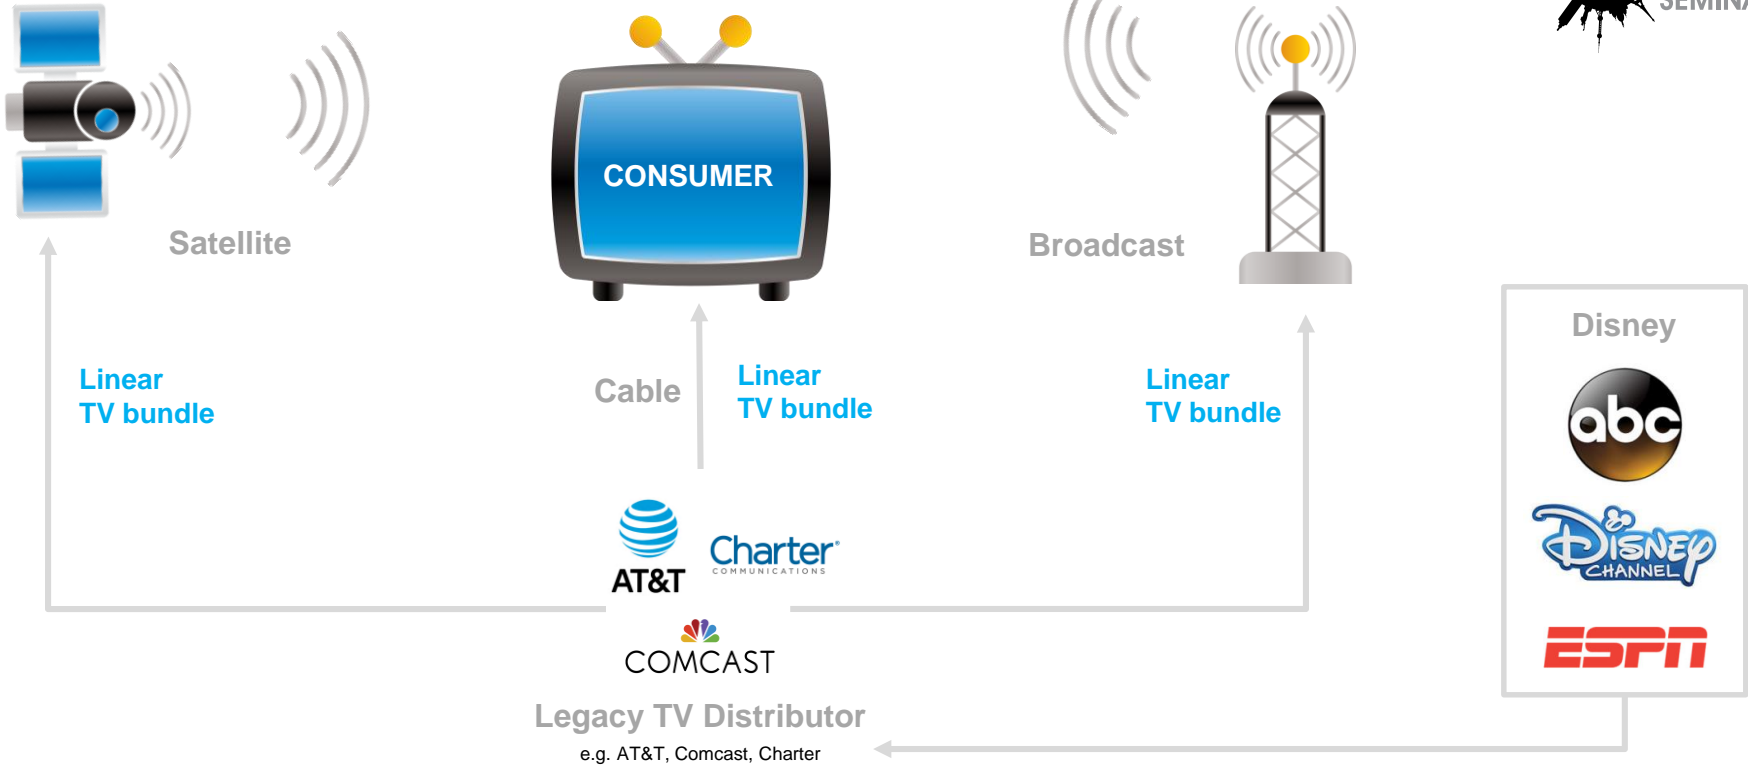 CONSUMER
Satellite
Broadcast
Linear
TV bundle
Cable
Linear
TV bundle
Linear
TV bundle
Disney
abc
DISNEY
CHANNEL
ESPN
AT&T
Charter
COMMUNICATIONS
COMCAST
Legacy TV Distributor
e.g. AT&T, Comcast, Charter